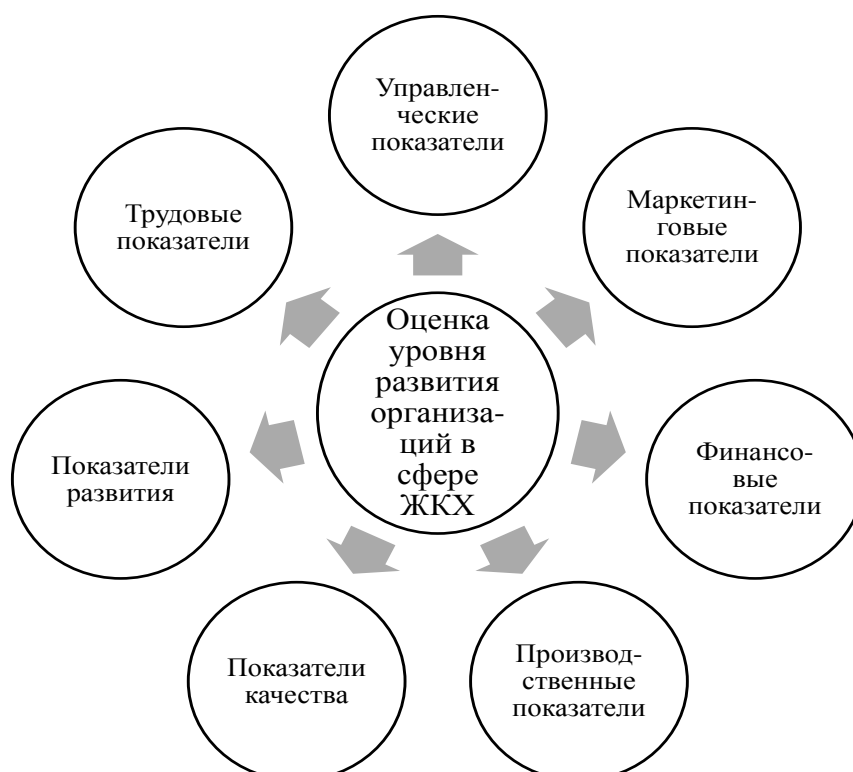 Управлен-
ческие
показатели
Маркетин-
говые
показатели
Финансо-
вые
показатели
Производ-
ственные
показатели
Показатели
качества
Показатели
развития
Трудовые
показатели
Оценка
уровня
развития
организа-
ций в
сфере
ЖКХ